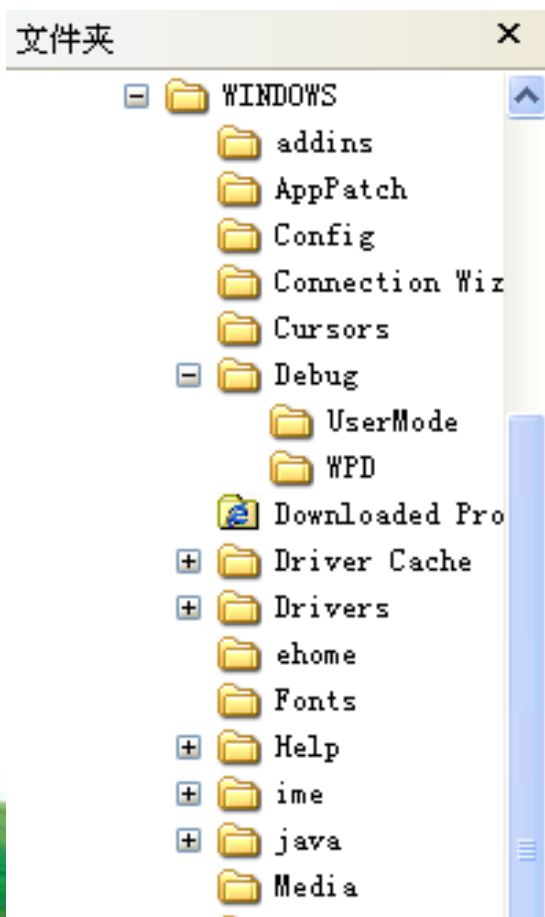 文件夹
WINDOWS
addins
AppPatch
Config
Connection Wiz
Cursors
Debug
UserMode
WPD
Downloaded Pro
Driver Cache
Drivers
ehome
Fonts
Help
ime
java
Media